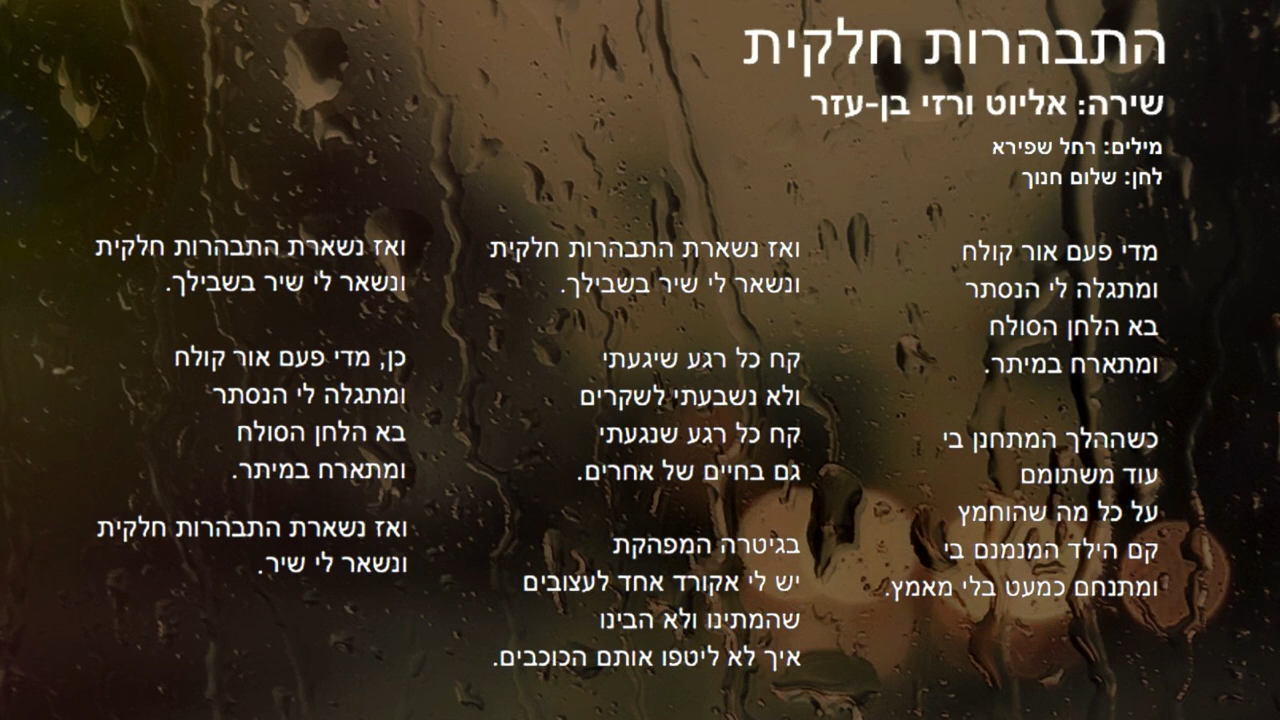 התבהרות חלקית
שירה: אליוט ורזי בן-עזר
מילים: רחל שפירא
לחן: שלום חנוך
מדי פעם אור קולח
ומתגלה לי הנסתר
בא הלחן הסולח
ומתארח במיתר.
כשההלך המתחנן בי
עוד משתומם
על כל מה שהוחמץ
קם הילד המנמנם בי
ומתנחם כמעט בלי מאמץ.
ואז נשארת התבהרות חלקית
ונשאר לי שיר בשבילך.
קח כל רגע שיגעתי
ולא נשבעתי לשקרים
קח כל רגע שנגעתי
גם בחיים של אחרים.
בגיטרה המפהקת
יש לי אקורד אחד לעצובים
שהמתינו ולא הבינו
איך לא ליטפו אותם הכוכבים.
ואז נשארת התבהרות חלקית
ונשאר לי שיר בשבילך.
כן, מדי פעם אור קולח
ומתגלה לי הנסתר
בא הלחן הסולח
ומתארח במיתר.
ואז נשארת התבהרות חלקית
ונשאר לי שיר.